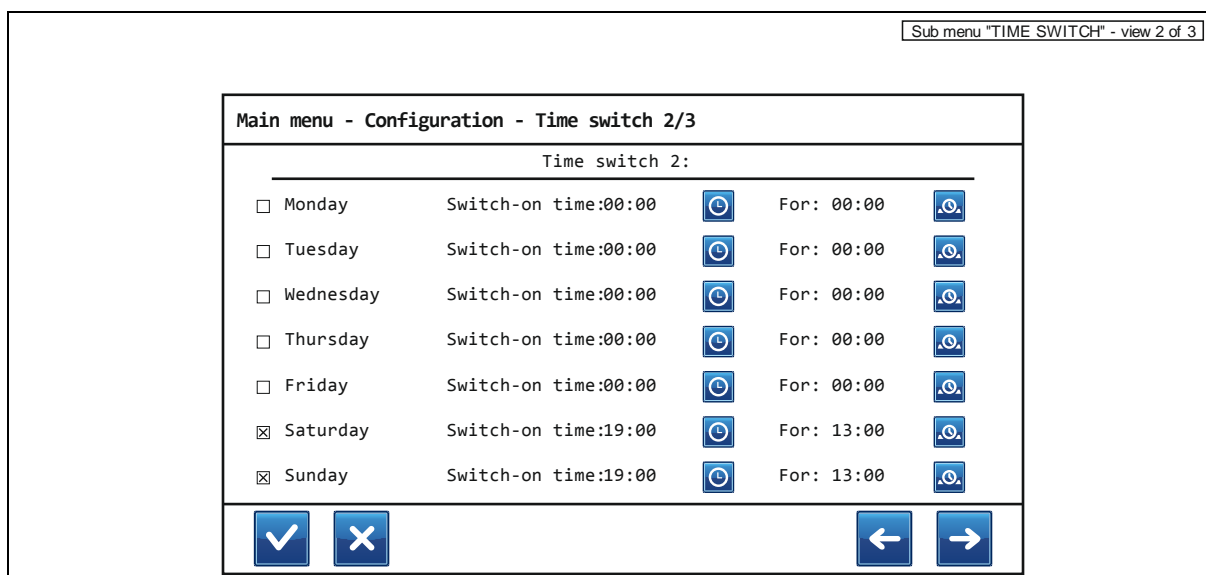 Sub menu "TIME SWITCH" - view 2 of 3
Main menu - Configuration - Time switch 2/3
Time switch 2:
☐ Monday Switch-on time:00:00 For: 00:00
☐ Tuesday Switch-on time:00:00 For: 00:00
☐ Wednesday Switch-on time:00:00 For: 00:00
☐ Thursday Switch-on time:00:00 For: 00:00
☐ Friday Switch-on time:00:00 For: 00:00
☒ Saturday Switch-on time:19:00 For: 13:00
☒ Sunday Switch-on time:19:00 For: 13:00